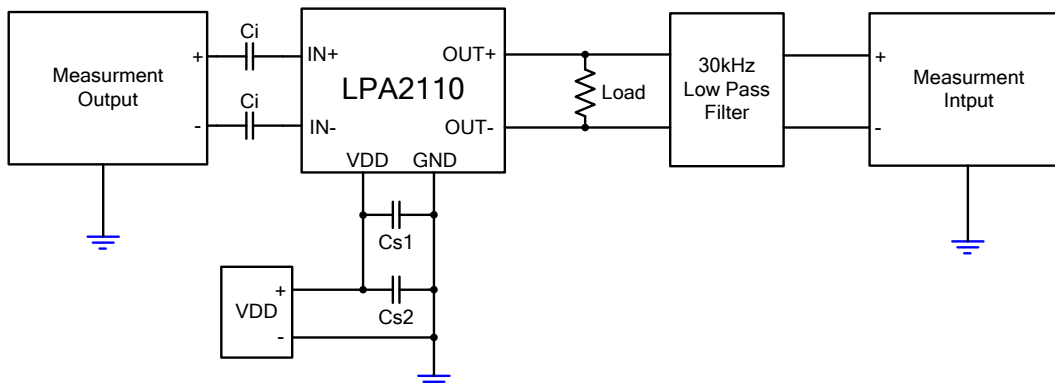 Measurment
Output
+
-
Ci
Ci
IN+
IN-
LPA2110
OUT+
OUT-
VDD
GND
Load
30kHz
Low Pass
Filter
+
-
Measurment
Intput
Cs1
Cs2
VDD
+
-